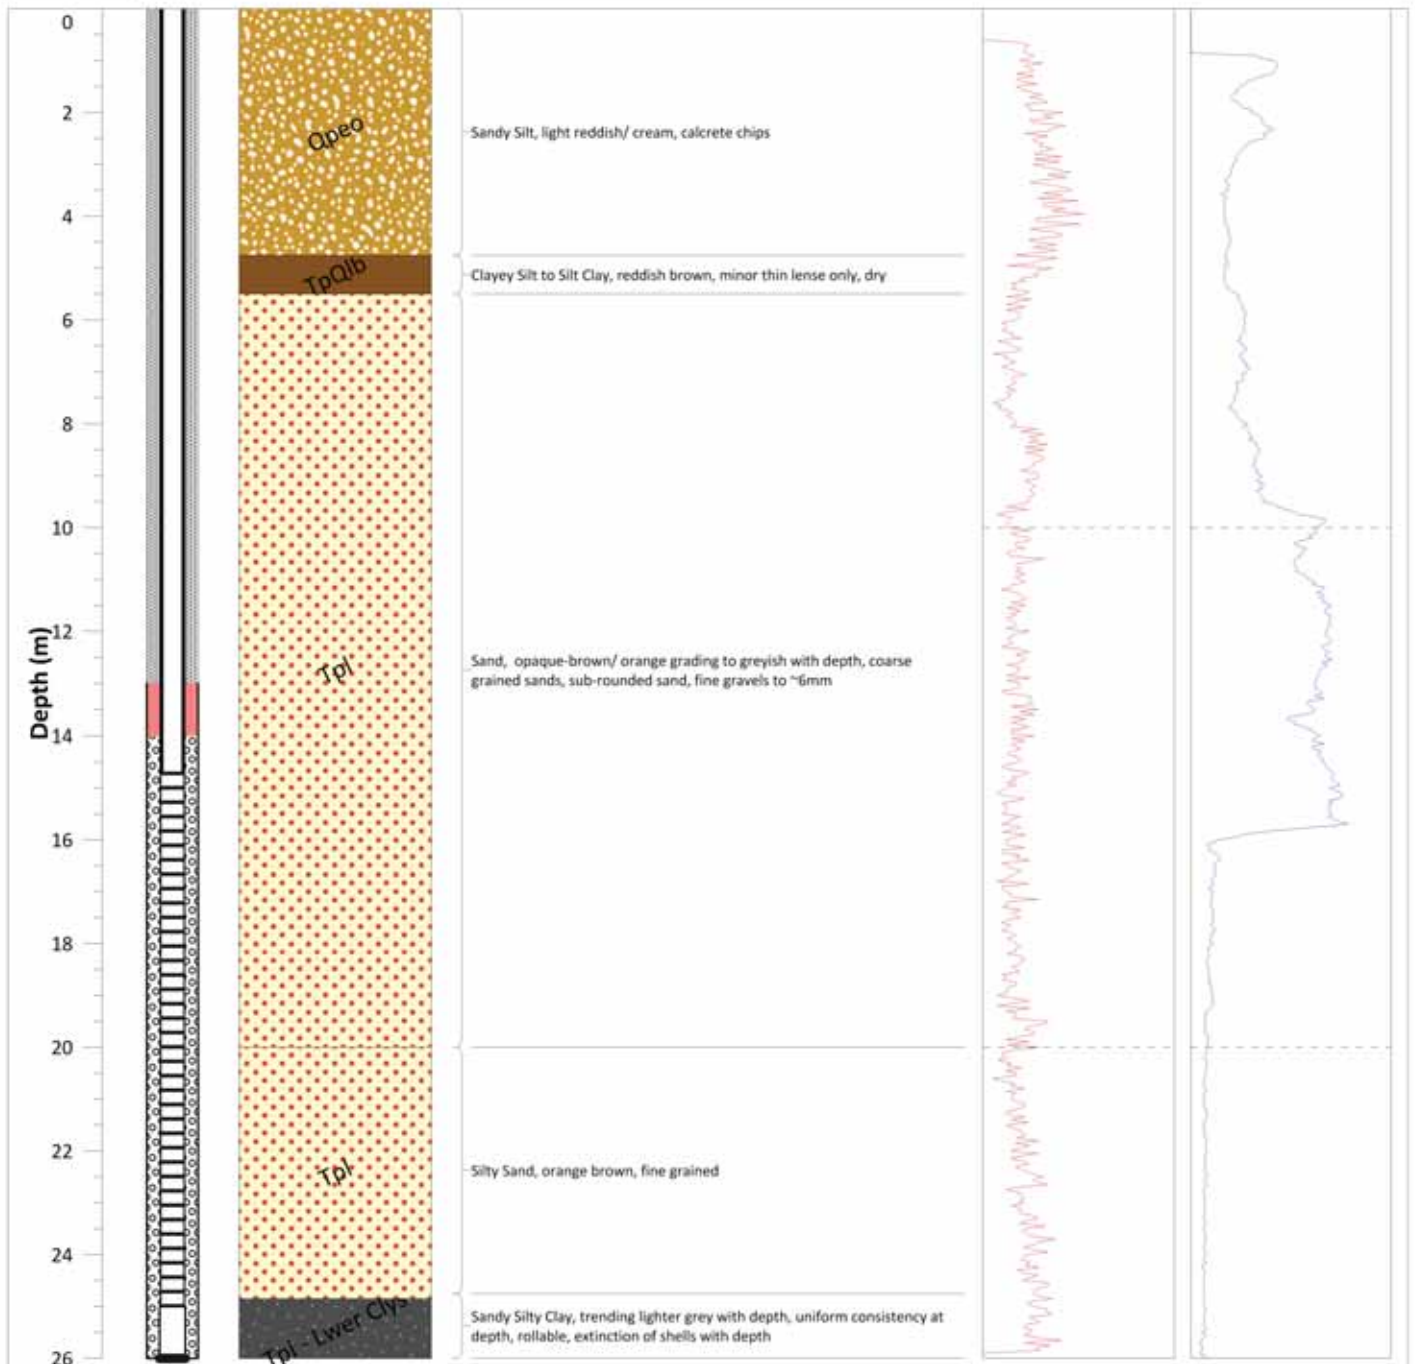 0
2
Qpeo
Sandy Silt, light reddish/ cream, calcrete chips
4
TpQlb
Clayey Silt to Silt Clay, reddish brown, minor thin lense only, dry
6
8
10
Depth (m)
12
Tpl
Sand, opaque-brown/ orange grading to greyish with depth, coarse
grained sands, sub-rounded sand, fine gravels to ~6mm
14
16
18
20
22
Tpl
Silty Sand, orange brown, fine grained
24
Tpl - Lwer Clys
Sandy Silty Clay, trending lighter grey with depth, uniform consistency at
depth, rollable, extinction of shells with depth
26